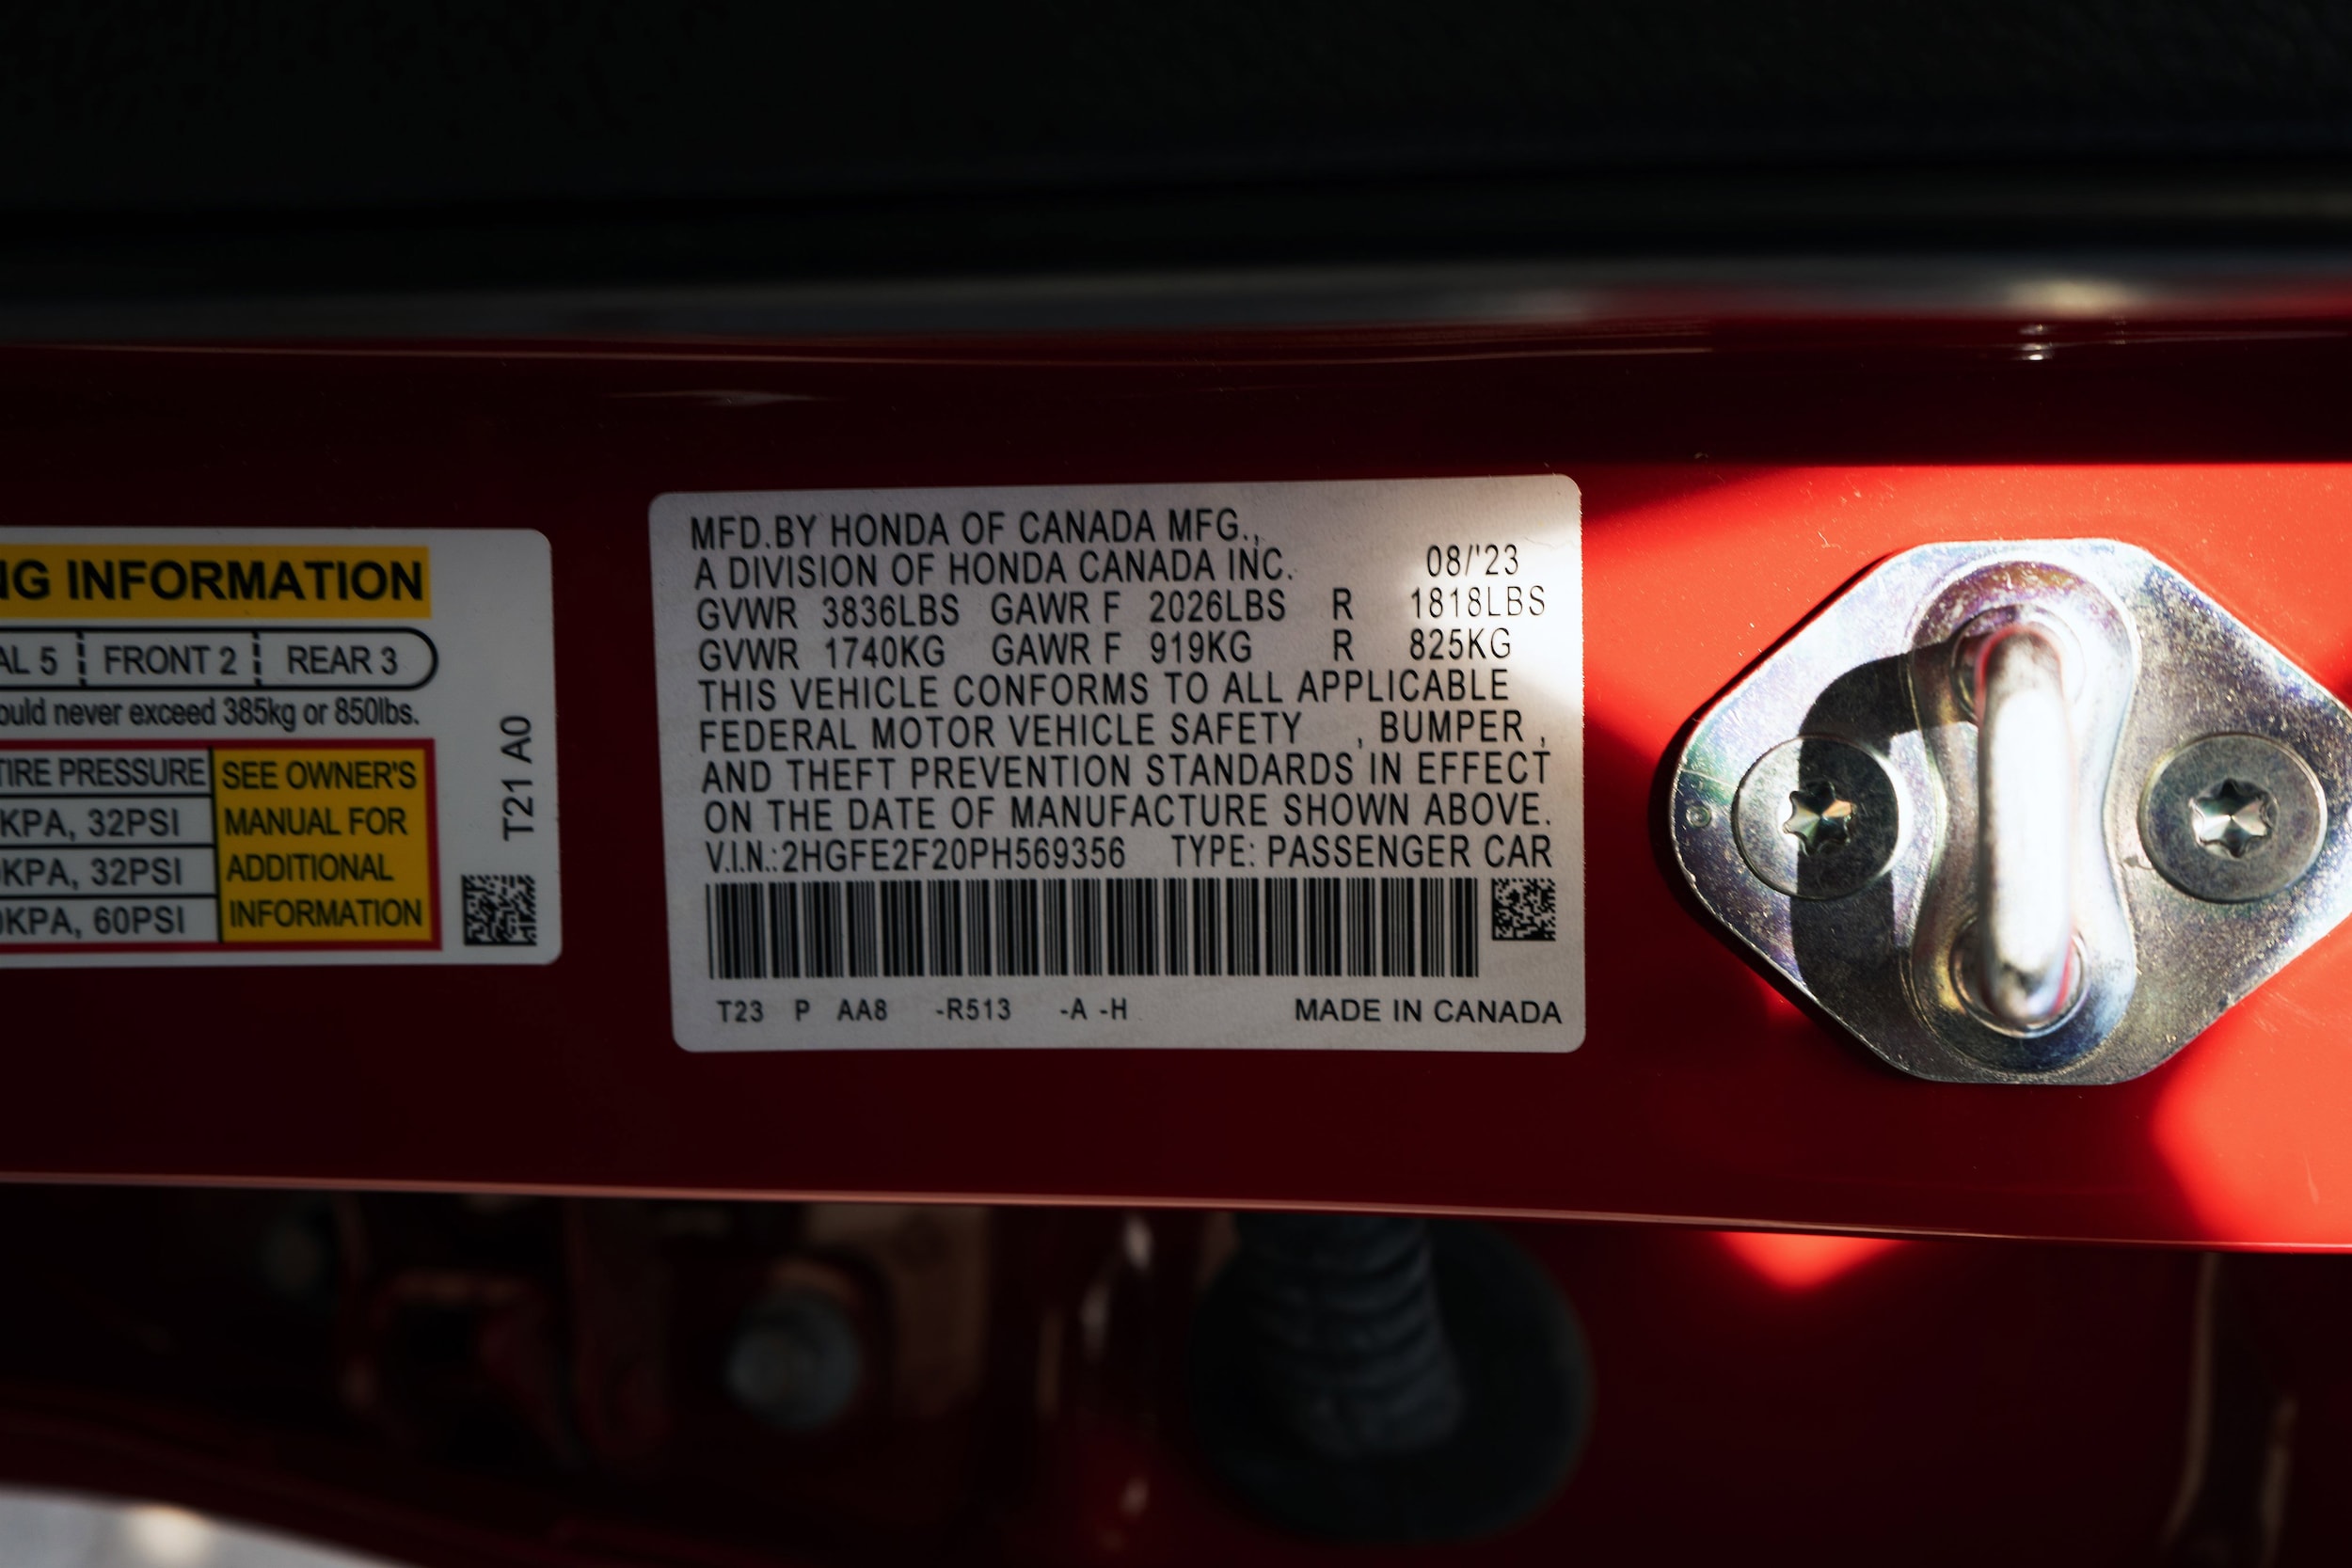 NG INFORMATION
AL 5 FRONT 2 REAR 3
ould never exceed 385kg or 850lbs.
TIRE PRESSURE
KPA, 32PSI
KPA, 32PSI
0KPA, 60PSI
SEE OWNER'S
MANUAL FOR
ADDITIONAL
INFORMATION
T21 A0
MFD.BY HONDA OF CANADA MFG.,
A DIVISION OF HONDA CANADA INC. 08/'23
GVWR 3836LBS GAWR F 2026LBS R 1818LBS
GVWR 1740KG GAWR F 919KG R 825KG
THIS VEHICLE CONFORMS TO ALL APPLICABLE
FEDERAL MOTOR VEHICLE SAFETY , BUMPER ,
AND THEFT PREVENTION STANDARDS IN EFFECT
ON THE DATE OF MANUFACTURE SHOWN ABOVE.
V.I.N.:2HGFE2F20PH569356 TYPE: PASSENGER CAR
T23 P AA8 -R513 -A -H MADE IN CANADA